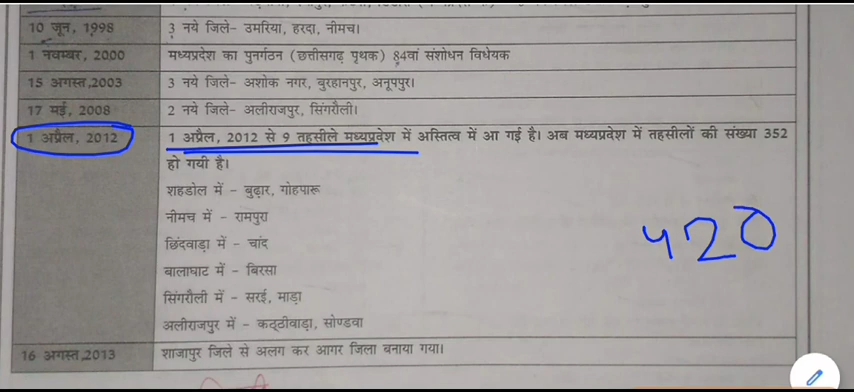 10 जून, 1998 3 नये जिले- उमरिया, हरदा, नीमच।
1 नवम्बर, 2000 मध्यप्रदेश का पुनर्गठन (छत्तीसगढ़ पृथक) 84वां संशोधन विधेयक
15 अगस्त,2003 3 नये जिले- अशोक नगर, बुरहानपुर, अनूपपुर।
17 मई, 2008 2 नये जिले- अलीराजपुर, सिंगरौली।
1 अप्रैल, 2012 1 अप्रैल, 2012 से 9 तहसीले मध्यप्रदेश में अस्तित्व में आ गई है। अब मध्यप्रदेश में तहसीलों की संख्या 352
हो गयी है।
शहडोल में - बुढ़ार, गोहपारू
नीमच में - रामपुरा
छिंदवाड़ा में - चांद
420
बालाघाट में - बिरसा
सिंगरौली में - सरई, माड़ा
अलीराजपुर में - कठ्ठीवाड़ा, सोण्डवा
16 अगस्त,2013 शाजापुर जिले से अलग कर आगर जिला बनाया गया।